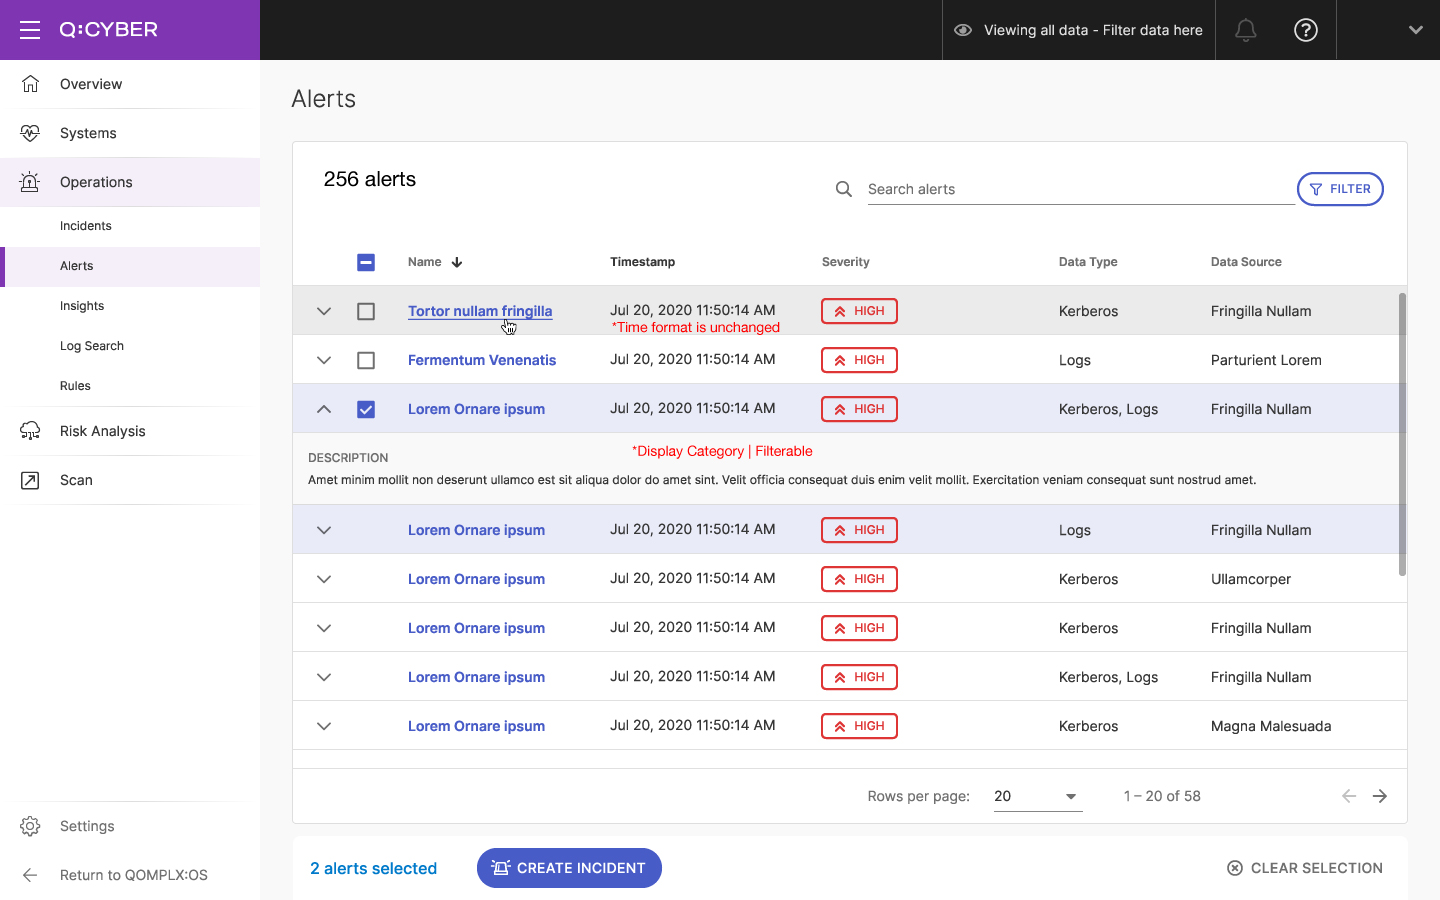 Q:CYBER
Viewing all data - Filter data here
Overview
Systems
Operations
Incidents
Alerts
Insights
Log Search
Rules
Risk Analysis
Scan
Settings
Return to QOMPLX:OS
Alerts
256 alerts
Search alerts
FILTER
Name Timestamp Severity Data Type Data Source
Tortor nullam fringilla Jul 20, 2020 11:50:14 AM HIGH Kerberos Fringilla Nullam
*Time format is unchanged
Fermentum Venenatis Jul 20, 2020 11:50:14 AM HIGH Logs Parturient Lorem
Lorem Ornare ipsum Jul 20, 2020 11:50:14 AM HIGH Kerberos, Logs Fringilla Nullam
*Display Category | Filterable
DESCRIPTION
Amet minim mollit non deserunt ullamco est sit aliqua dolor do amet sint. Velit officia consequat duis enim velit mollit. Exercitation veniam consequat sunt nostrud amet.
Lorem Ornare ipsum Jul 20, 2020 11:50:14 AM HIGH Logs Fringilla Nullam
Lorem Ornare ipsum Jul 20, 2020 11:50:14 AM HIGH Kerberos Ullamcorper
Lorem Ornare ipsum Jul 20, 2020 11:50:14 AM HIGH Kerberos Fringilla Nullam
Lorem Ornare ipsum Jul 20, 2020 11:50:14 AM HIGH Kerberos, Logs Fringilla Nullam
Lorem Ornare ipsum Jul 20, 2020 11:50:14 AM HIGH Kerberos Magna Malesuada
Rows per page: 20 1 – 20 of 58
2 alerts selected CREATE INCIDENT CLEAR SELECTION